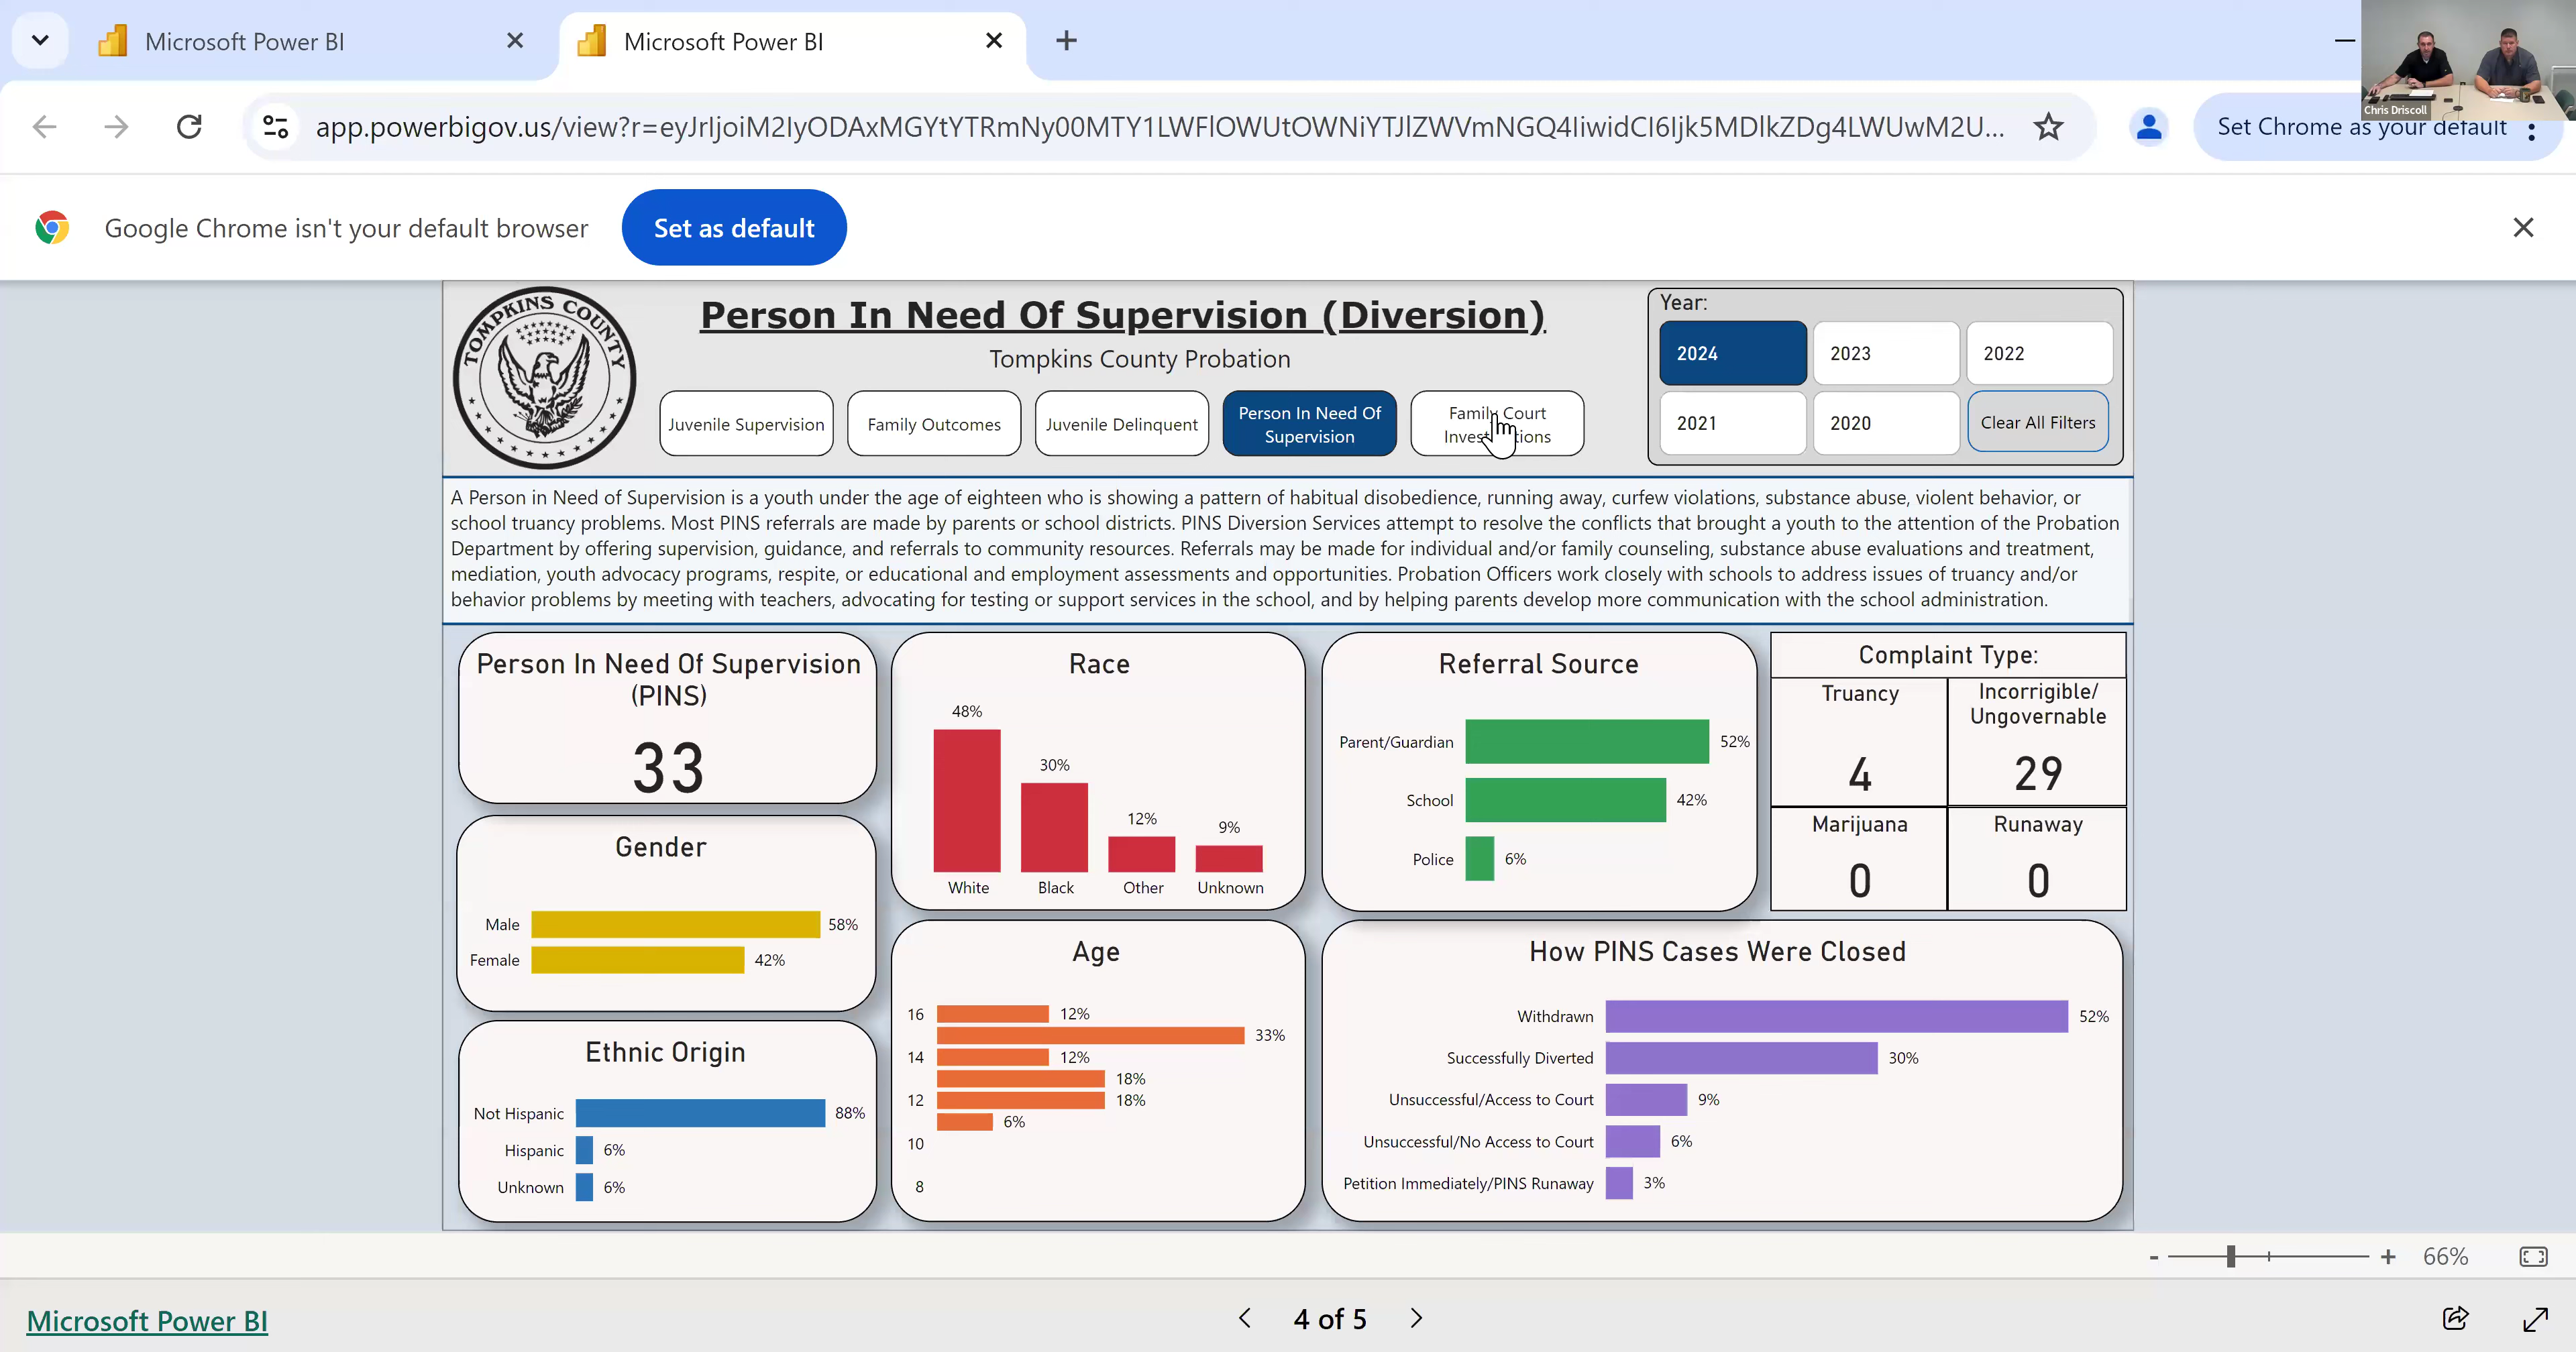 Microsoft Power BI
Microsoft Power BI
Chris Driscoll
app.powerbigov.us/view?r=eyJrIjoiM2IyODAxMGYtYTRmNy00MTY1LWFlOWUtOWNiYTJlZWVmNGQ4IiwidCI6Ijk5MDlkZDg4LWUwM2U...
Set Chrome as your default
Google Chrome isn't your default browser
Set as default
TOMPKINS COUNTY
Person In Need Of Supervision (Diversion)
Tompkins County Probation
Juvenile Supervision
Family Outcomes
Juvenile Delinquent
Person In Need Of
Supervision
Family Court
Year:
2024
2023
2022
2021
2020
Clear All Filters
A Person in Need of Supervision is a youth under the age of eighteen who is showing a pattern of habitual disobedience, running away, curfew violations, substance abuse, violent behavior, or
school truancy problems. Most PINS referrals are made by parents or school districts. PINS Diversion Services attempt to resolve the conflicts that brought a youth to the attention of the Probation
Department by offering supervision, guidance, and referrals to community resources. Referrals may be made for individual and/or family counseling, substance abuse evaluations and treatment,
mediation, youth advocacy programs, respite, or educational and employment assessments and opportunities. Probation Officers work closely with schools to address issues of truancy and/or
behavior problems by meeting with teachers, advocating for testing or support services in the school, and by helping parents develop more communication with the school administration.
Person In Need Of Supervision
(PINS)
33
Gender
Male 58%
Female 42%
Ethnic Origin
Not Hispanic 88%
Hispanic 6%
Unknown 6%
Race
48%
30%
12%
9%
White Black Other Unknown
Age
16 12%
33%
14 12%
18%
12 18%
6%
10
8
Referral Source
Parent/Guardian 52%
School 42%
Police 6%
Complaint Type:
Truancy
4
Incorrigible/
Ungovernable
29
Marijuana
0
Runaway
0
How PINS Cases Were Closed
Withdrawn 52%
Successfully Diverted 30%
Unsuccessful/Access to Court 9%
Unsuccessful/No Access to Court 6%
Petition Immediately/PINS Runaway 3%
- + 66%
Microsoft Power BI
4 of 5